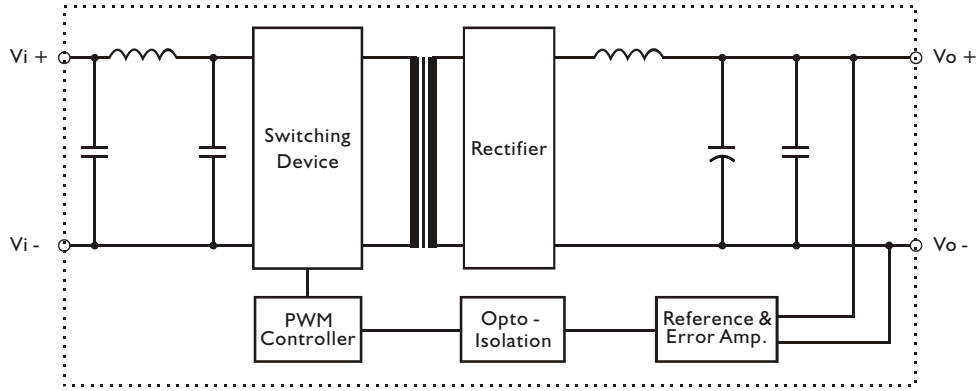 Vi +
Vo +
Switching
Device
Rectifier
Vi -
Vo -
PWM
Controller
Opto -
Isolation
Reference &
Error Amp.